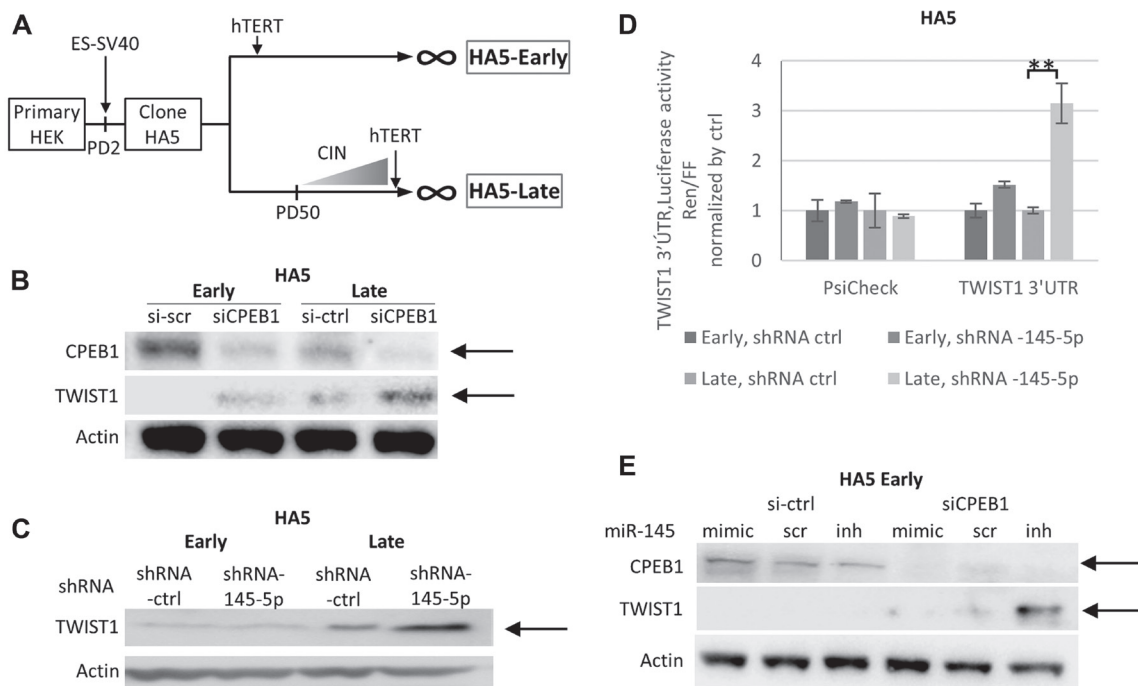 A
ES-SV40
hTERT
HA5-Early
Primary
HEK
PD2
Clone
HA5
CIN
hTERT
PD50
HA5-Late
B
HA5
Early Late
si-scr siCPEB1 si-ctrl siCPEB1
CPEB1
TWIST1
Actin
C
HA5
Early Late
shRNA
shRNA
-ctrl
shRNA-
145-5p
shRNA
-ctrl
shRNA-
145-5p
TWIST1
Actin
D
HA5
TWIST1 3'ÚTR,Luciferase activity
Ren/FF
normalized by ctrl
5
4
3
2
1
0
**
PsiCheck TWIST1 3'UTR
Early, shRNA ctrl Early, shRNA -145-5p
Late, shRNA ctrl Late, shRNA -145-5p
E
HA5 Early
si-ctrl siCPEB1
miR-145 mimic scr inh mimic scr inh
CPEB1
TWIST1
Actin